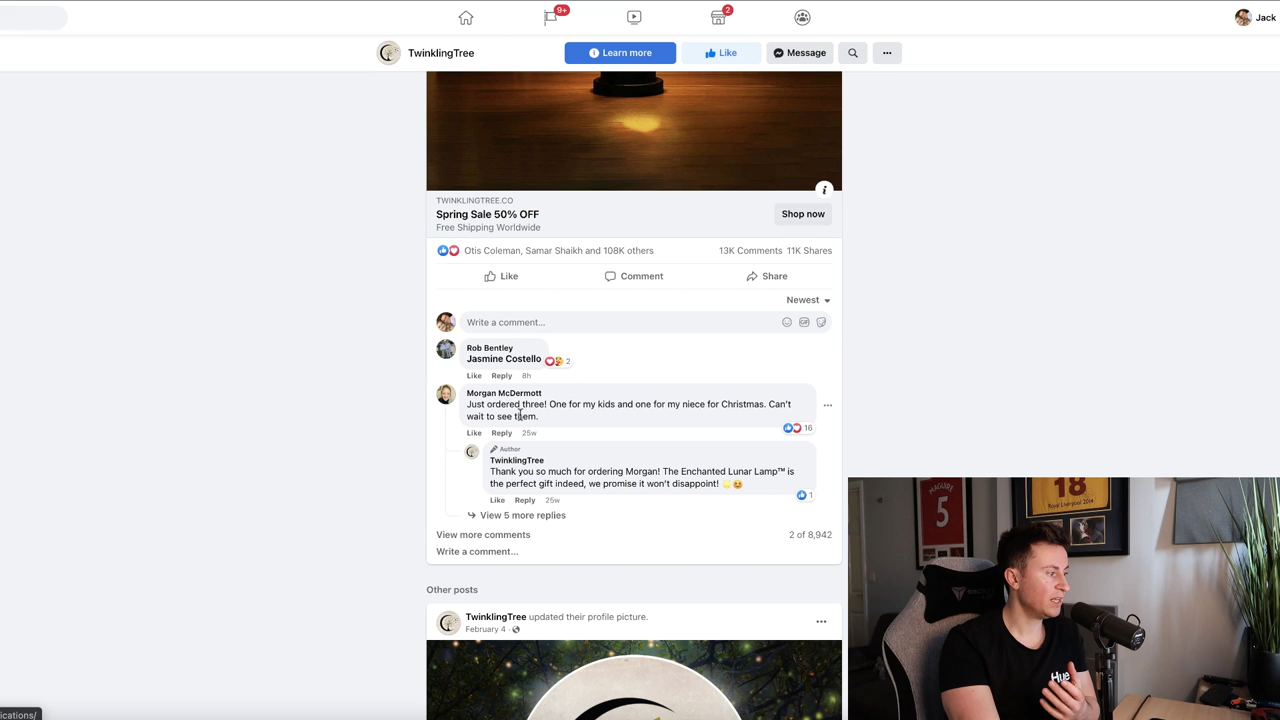 9+
2
Jack
TwinklingTree
Learn more
Like
Message
TWINKLINGTREE.CO
Spring Sale 50% OFF
Free Shipping Worldwide
Shop now
Otis Coleman, Samar Shaikh and 108K others
13K Comments 11K Shares
Like
Comment
Share
Newest
Write a comment...
GIF
Rob Bentley
Jasmine Costello
2
Like Reply 8h
Morgan McDermott
Just ordered three! One for my kids and one for my niece for Christmas. Can't
wait to see them.
16
Like Reply 25w
Author
TwinklingTree
Thank you so much for ordering Morgan! The Enchanted Lunar Lamp™ is
the perfect gift indeed, we promise it won't disappoint!
1
Like Reply 25w
View 5 more replies
View more comments
2 of 8,942
Write a comment...
Other posts
TwinklingTree updated their profile picture.
February 4
ications/
MAGUIRE
5
18
Hue